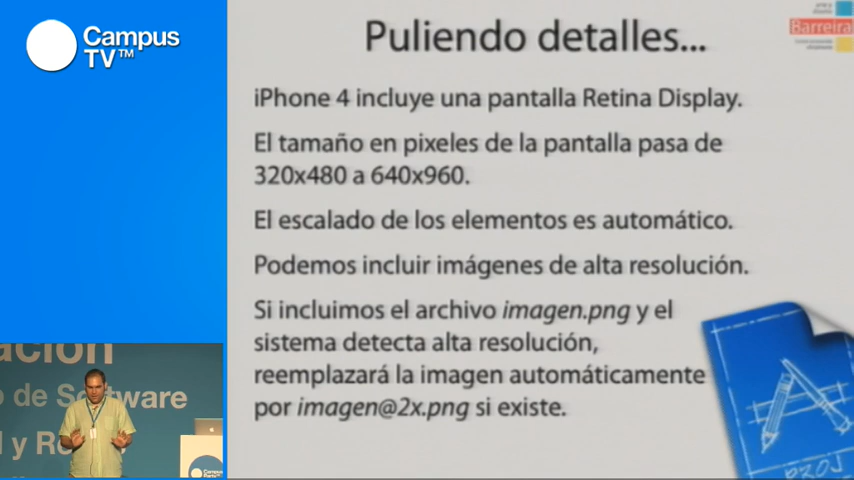 Campus
TV™
Puliendo detalles...
Barreira
iPhone 4 incluye una pantalla Retina Display.
El tamaño en pixeles de la pantalla pasa de
320x480 a 640x960.
El escalado de los elementos es automático.
Podemos incluir imágenes de alta resolución.
Si incluimos el archivo imagen.png y el
sistema detecta alta resolución,
reemplazará la imagen automáticamente
por imagen@2x.png si existe.
ación
o de Software
l y Ro
Campus
PROJ